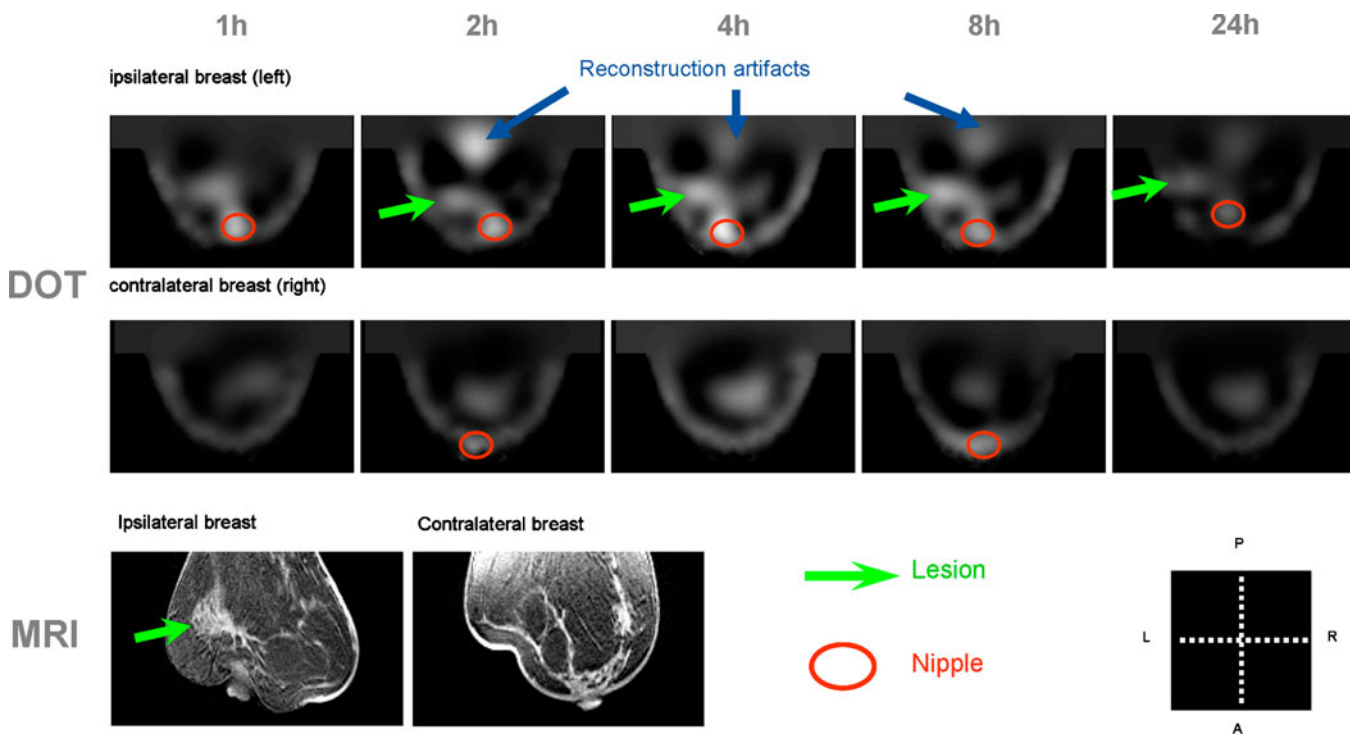 1h 2h 4h 8h 24h
Reconstruction artifacts
ipsilateral breast (left)
DOT
contralateral breast (right)
Ipsilateral breast Contralateral breast
P
Lesion
MRI
L R
Nipple
A